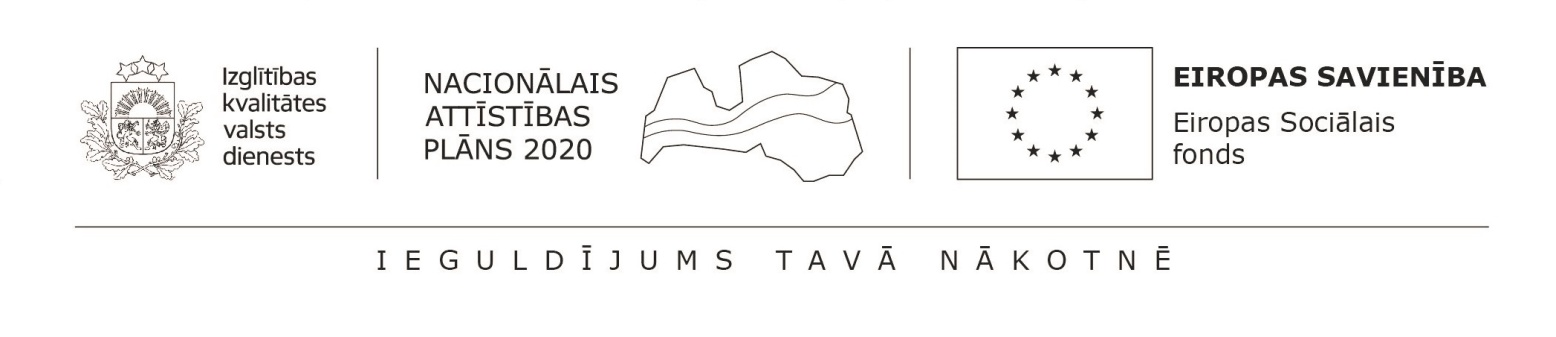 Izglītības
kvalitātes
valsts
dienests
NACIONĀLAIS
ATTĪSTĪBAS
PLĀNS 2020
EIROPAS SAVIENĪBA
Eiropas Sociālais
fonds
IEGULDĪJUMS TAVĀ NĀKOTNĒ